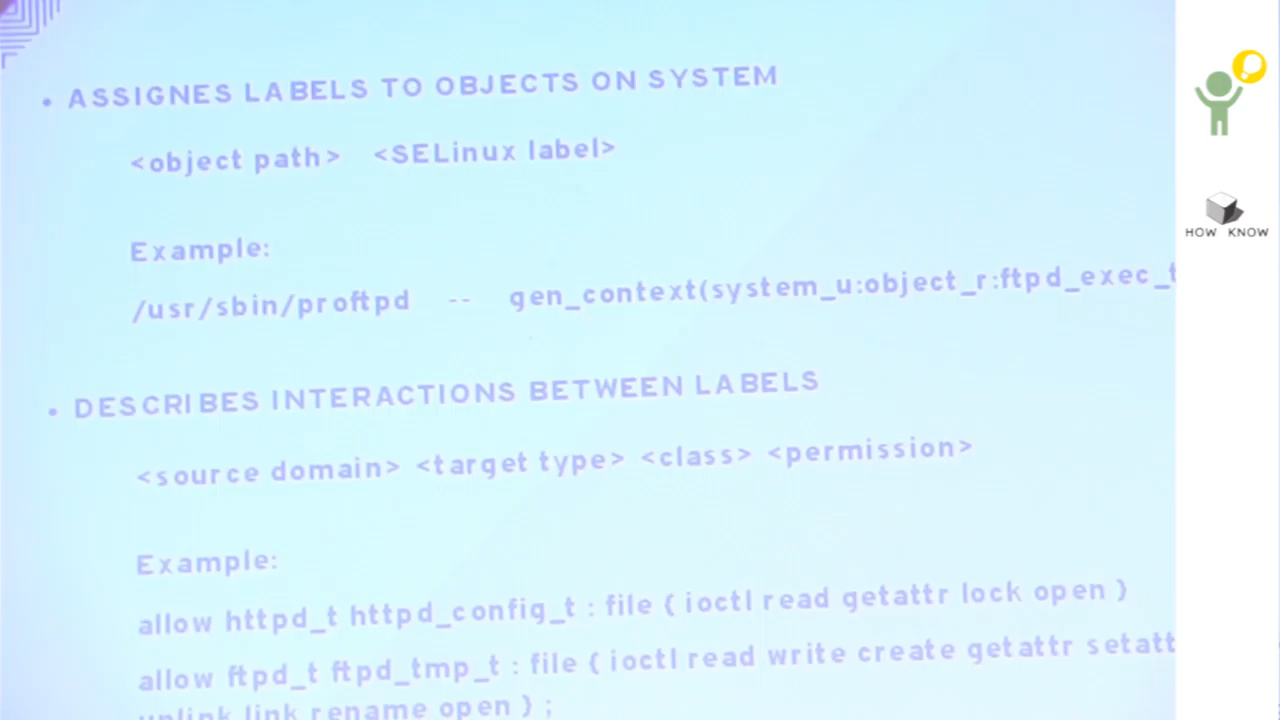 • ASSIGNES LABELS TO OBJECTS ON SYSTEM
<object path> <SELinux label>
Example:
/usr/sbin/proftpd -- gen_context(system_u:object_r:ftpd_exec_t
• DESCRIBES INTERACTIONS BETWEEN LABELS
<source domain> <target type> <class> <permission>
Example:
allow httpd_t httpd_config_t : file { ioctl read getattr lock open }
allow ftpd_t ftpd_tmp_t : file { ioctl read write create getattr setatt
unlink link rename open } ;
HOW KNOW